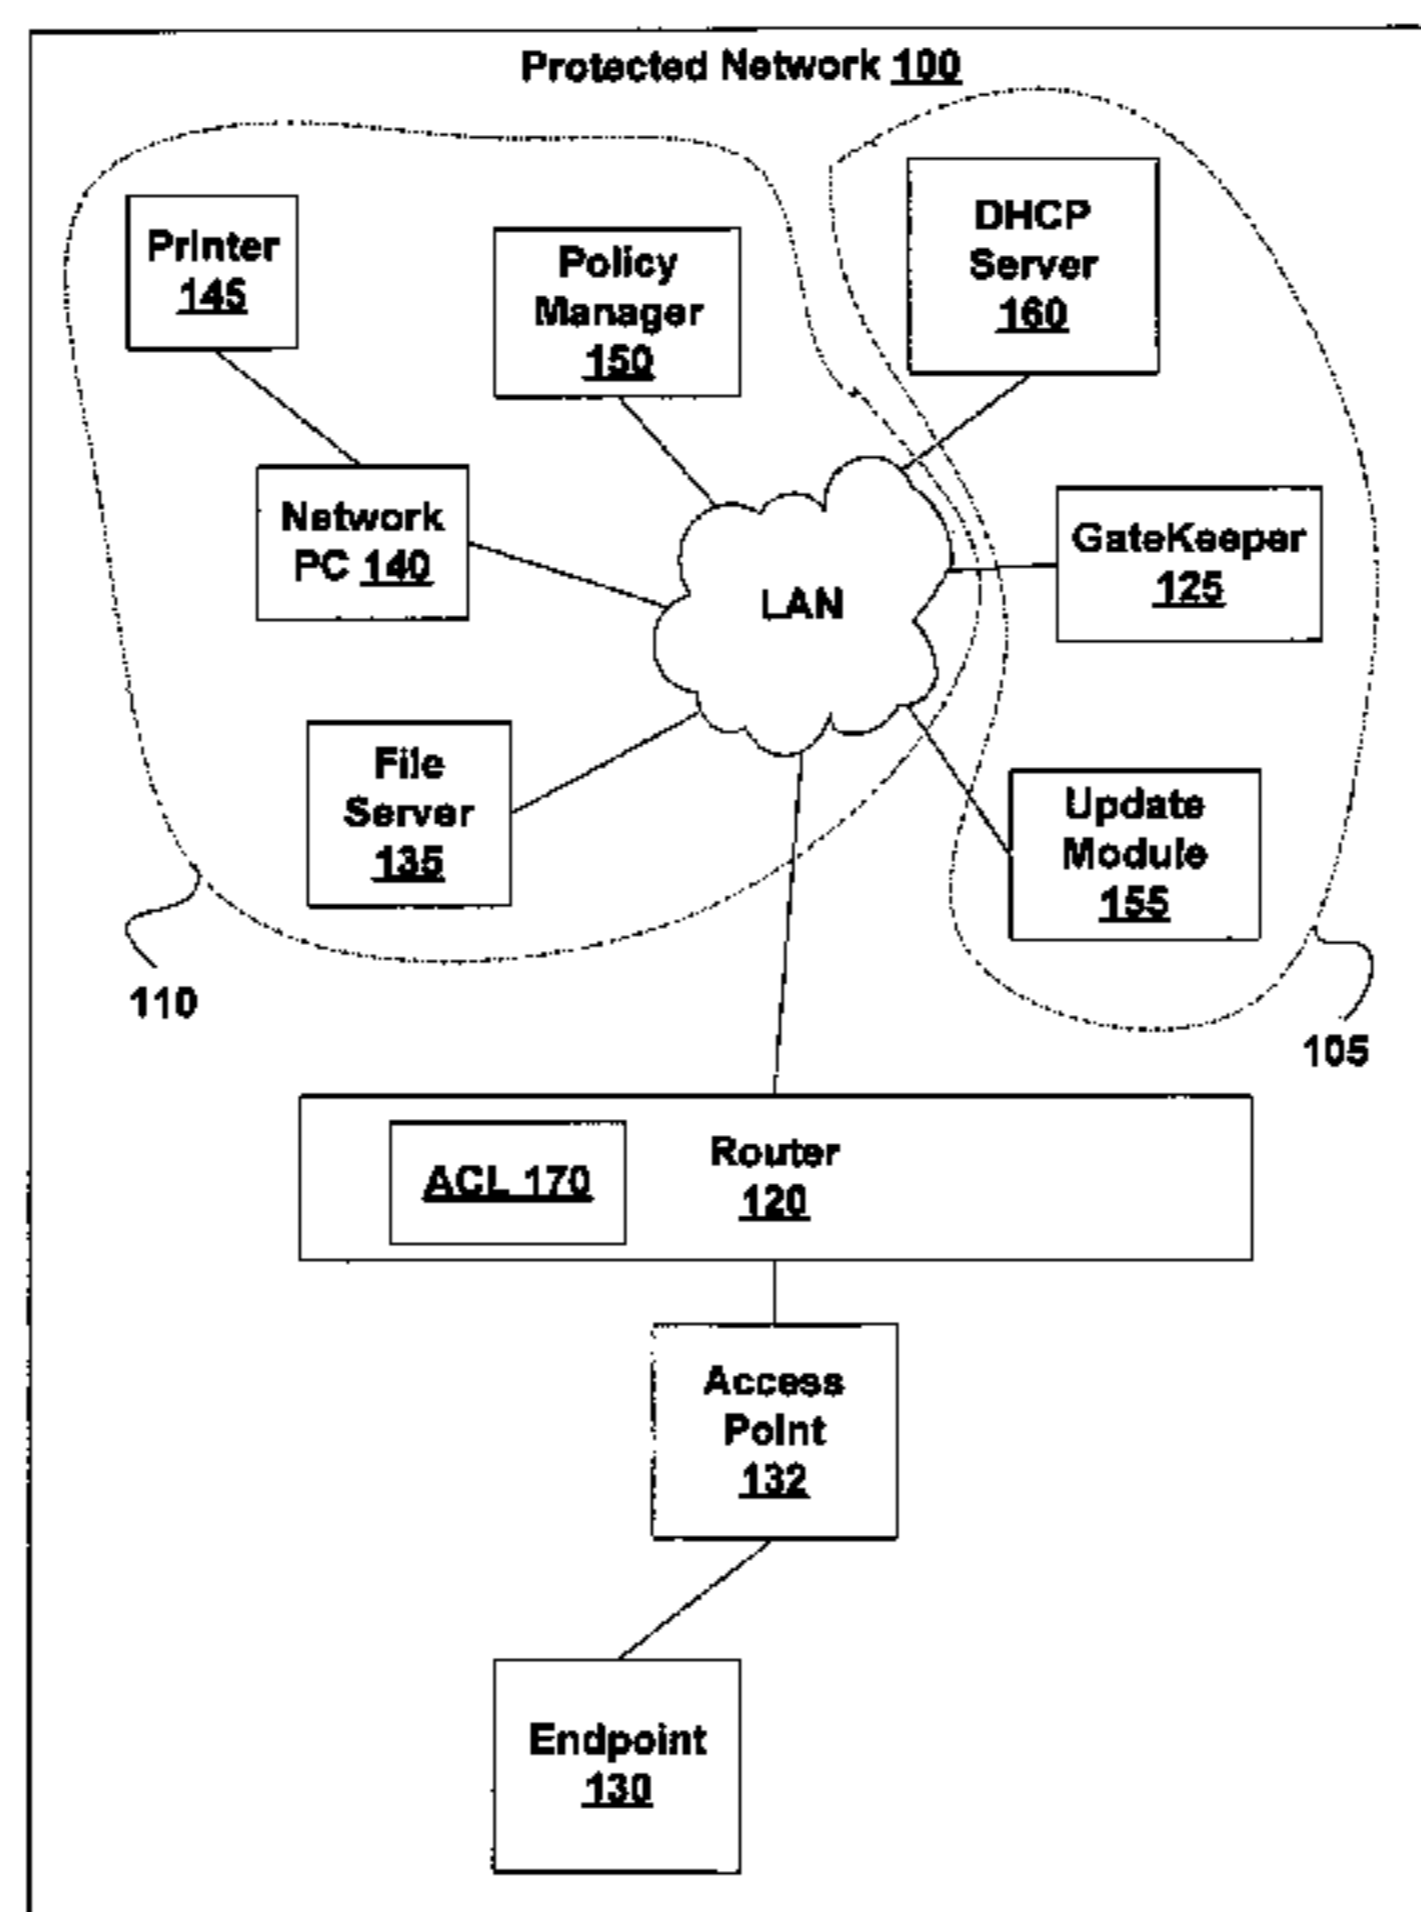 Protected Network 100
Printer
145
Policy
Manager
150
DHCP
Server
160
Network
PC 140
LAN
GateKeeper
125
File
Server
135
Update
Module
155
110
105
ACL 170
Router
120
Access
Point
132
Endpoint
130